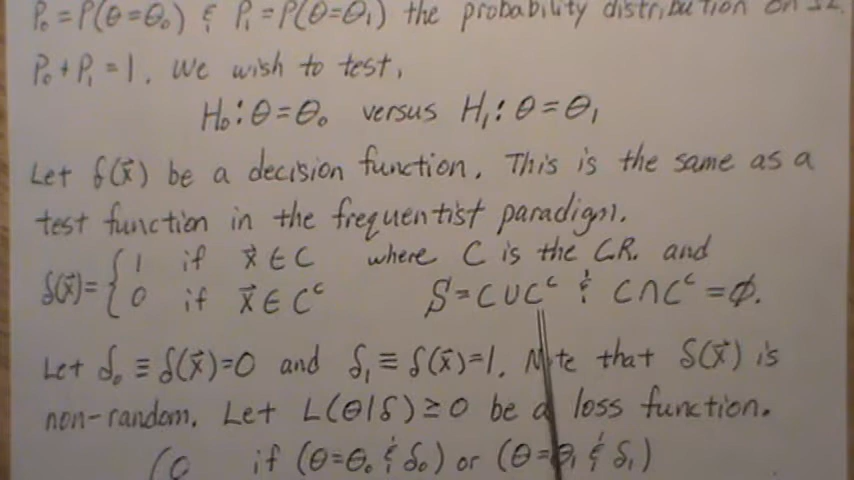 P₀=P(θ=θ₀) & P₁=P(θ=θ₁) the probability distribution on Ω.
P₀+P₁=1. We wish to test,
H₀:θ=θ₀ versus H₁:θ=θ₁
Let δ(x⃗) be a decision function. This is the same as a
test function in the frequentist paradigm.
δ(x⃗)={1 if x⃗∈C where C is the C.R. and
0 if x⃗∈Cᶜ S=C∪Cᶜ & C∩Cᶜ=∅.
Let δ₀≡δ(x⃗)=0 and δ₁≡δ(x⃗)=1. Note that δ(x⃗) is
non-random. Let L(θ|δ)≥0 be a loss function.
(0 if (θ=θ₀ & δ₀) or (θ=θ₁ & δ₁)